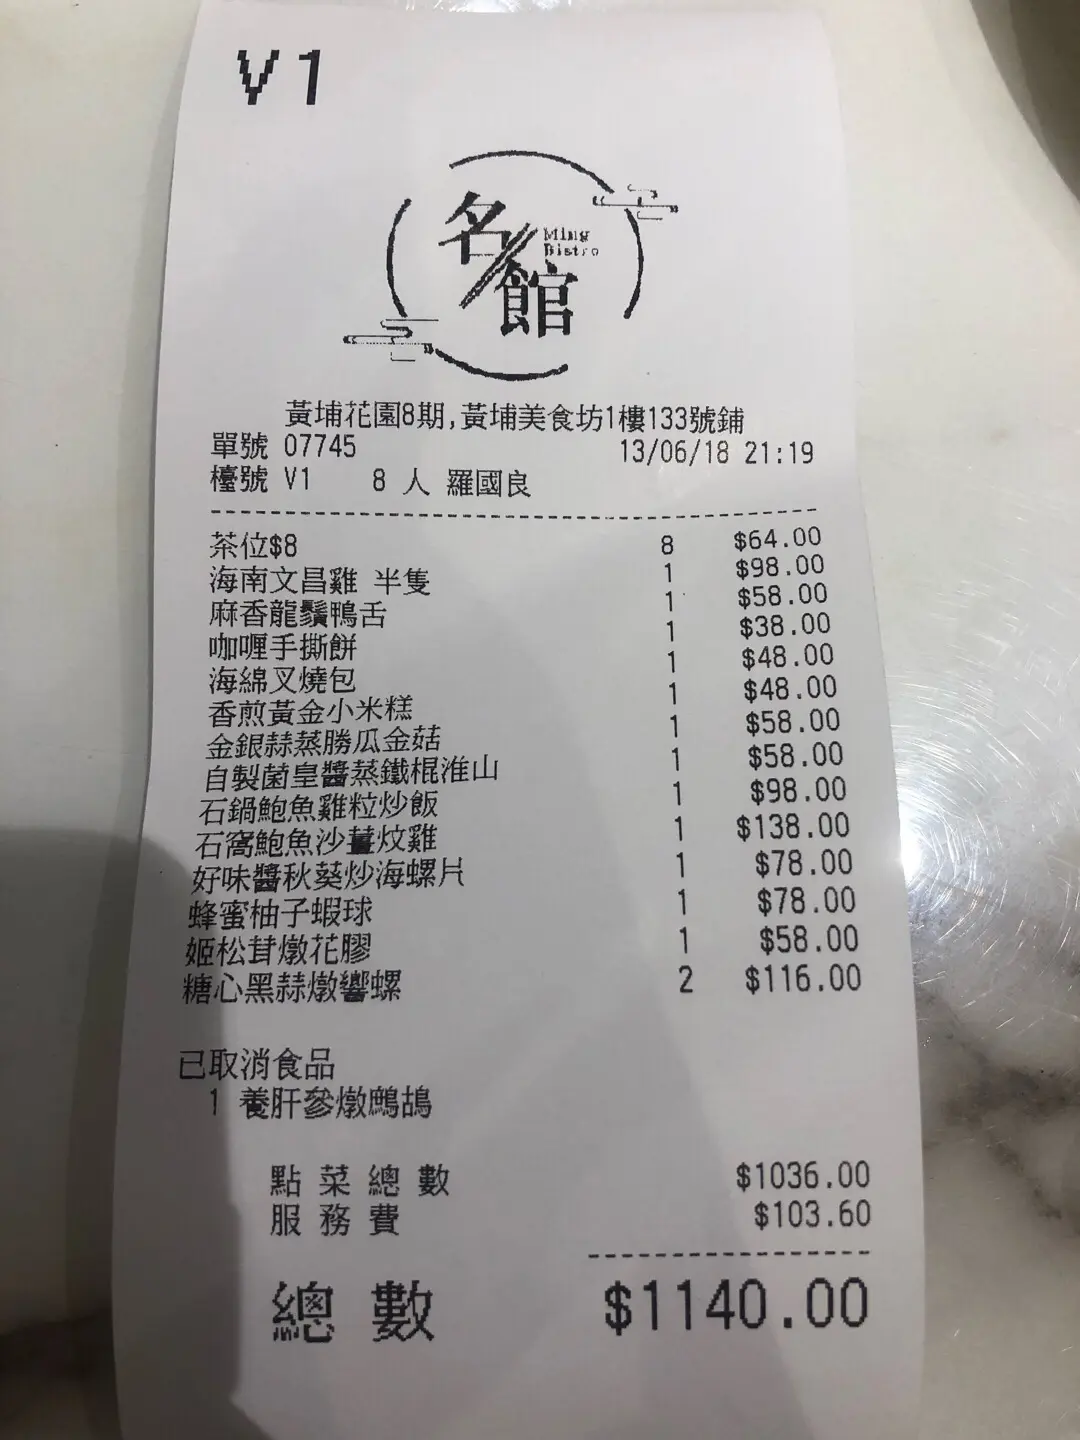 V1
名
Ming
Bistro
館
黃埔花園8期,黃埔美食坊1樓133號鋪
單號 07745 13/06/18 21:19
檯號 V1 8 人 羅國良
茶位$8 8 $64.00
海南文昌雞 半隻 1 $98.00
麻香龍鬚鴨舌 1 $58.00
咖喱手撕餅 1 $38.00
海綿叉燒包 1 $48.00
香煎黃金小米糕 1 $48.00
金銀蒜蒸勝瓜金菇 1 $58.00
自製菌皇醬蒸鐵棍淮山 1 $58.00
石鍋鮑魚雞粒炒飯 1 $98.00
石窩鮑魚沙薑炆雞 1 $138.00
好味醬秋葵炒海螺片 1 $78.00
蜂蜜柚子蝦球 1 $78.00
姬松茸燉花膠 1 $58.00
糖心黑蒜燉響螺 2 $116.00
已取消食品
1 養肝參燉鷓鴣
點菜總數 $1036.00
服務費 $103.60
總數 $1140.00